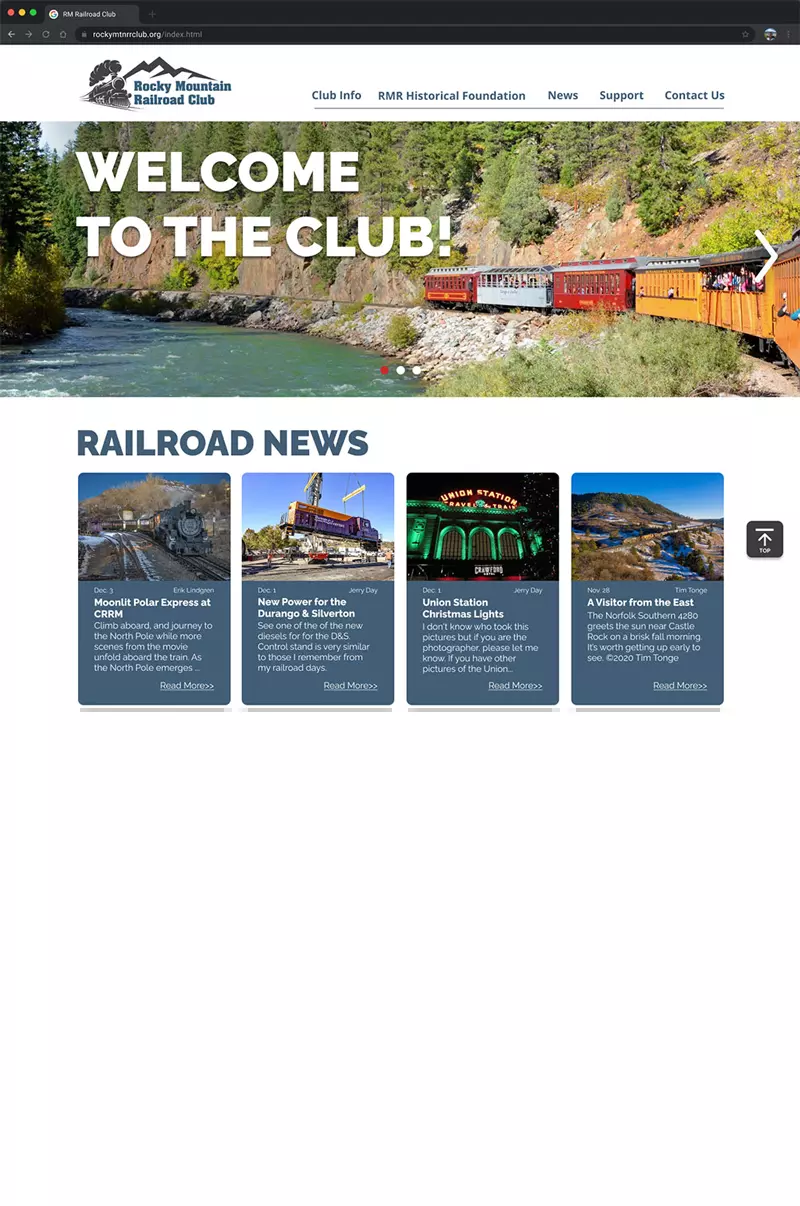 RM Railroad Club
rockymtnrrclub.org/index.html
Rocky Mountain
Railroad Club
Club Info RMR Historical Foundation News Support Contact Us
WELCOME
TO THE CLUB!
RAILROAD NEWS
UNION STATION
TRAVEL by TRAIN
CRAWFORD
TOP
Dec. 3 Erik Lindgren
Moonlit Polar Express at
CRRM
Climb aboard, and journey to
the North Pole while more
scenes from the movie
unfold aboard the train. As
the North Pole emerges ...
Read More>>
Dec. 1 Jerry Day
New Power for the
Durango & Silverton
See one of the of the new
diesels for for the D&S.
Control stand is very similar
to those I remember from
my railroad days.
Read More>>
Dec. 1 Jerry Day
Union Station
Christmas Lights
I don't know who took this
pictures but if you are the
photographer, please let me
know. If you have other
pictures of the Union...
Read More>>
Nov. 28 Tim Tonge
A Visitor from the East
The Norfolk Southern 4280
greets the sun near Castle
Rock on a brisk fall morning.
It's worth getting up early to
see. ©2020 Tim Tonge
Read More>>